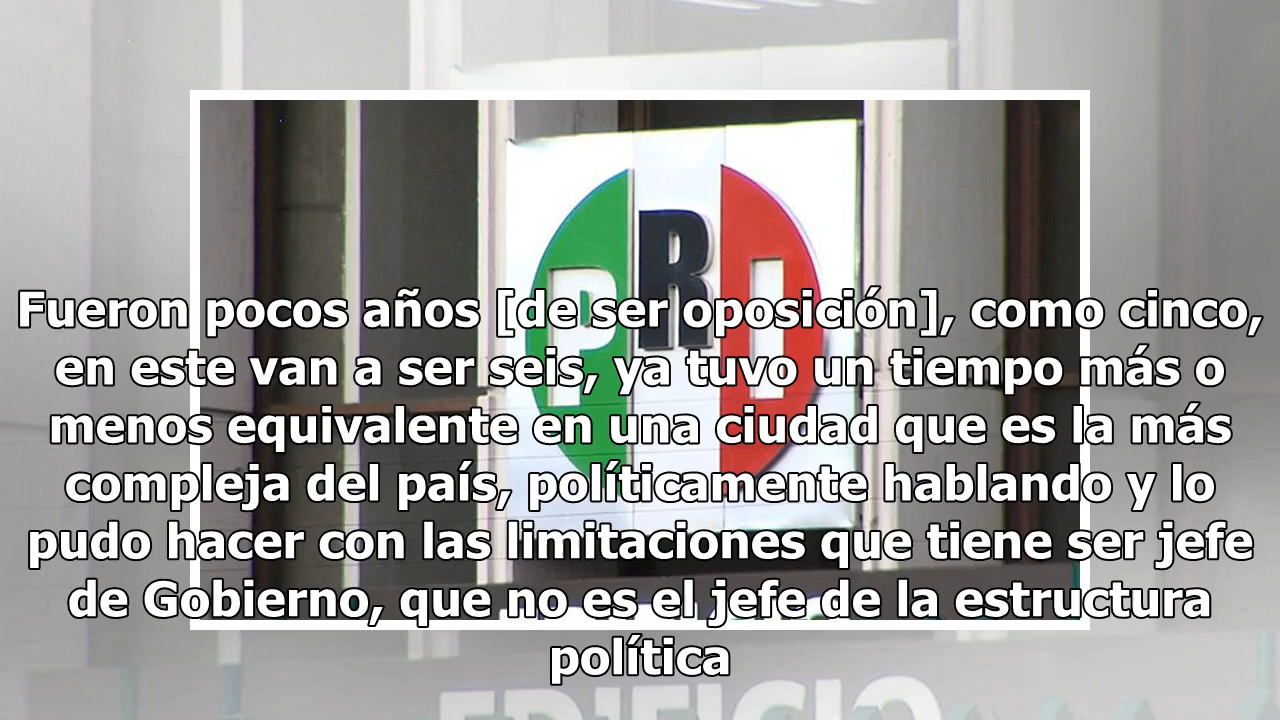 PRI
Fueron pocos años [de ser oposición], como cinco,
en este van a ser seis, ya tuvo un tiempo más o
menos equivalente en una ciudad que es la más
compleja del país, políticamente hablando y lo
pudo hacer con las limitaciones que tiene ser jefe
de Gobierno, que no es el jefe de la estructura
política
EDIFICIO